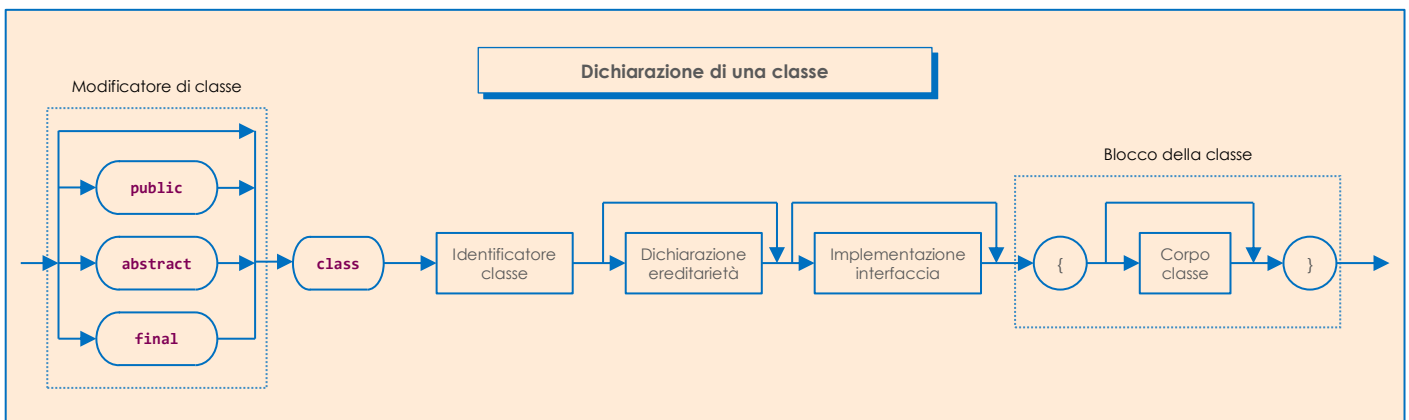 Dichiarazione di una classe
Modificatore di classe
public
abstract
final
class
Identificatore
classe
Dichiarazione
ereditarietà
Implementazione
interfaccia
Blocco della classe
{
Corpo
classe
}